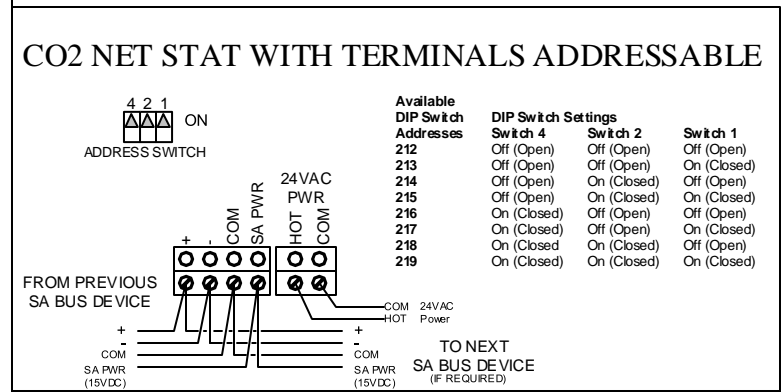 CO2 NET STAT WITH TERMINALS ADDRESSABLE
4 2 1
ON
ADDRESS SWITCH
Available
DIP Switch DIP Switch Settings
Addresses Switch 4 Switch 2 Switch 1
212 Off (Open) Off (Open) Off (Open)
213 Off (Open) Off (Open) On (Closed)
214 Off (Open) On (Closed) Off (Open)
215 Off (Open) On (Closed) On (Closed)
216 On (Closed) Off (Open) Off (Open)
217 On (Closed) Off (Open) On (Closed)
218 On (Closed On (Closed) Off (Open)
219 On (Closed) On (Closed) On (Closed)
24VAC
PWR
+
-
COM
SA PWR
HOT
COM
FROM PREVIOUS
SA BUS DEVICE
COM 24VAC
HOT Power
+
-
COM
SA PWR
(15VDC)
+
-
COM
SA PWR
(15VDC)
TO NEXT
SA BUS DEVICE
(IF REQUIRED)